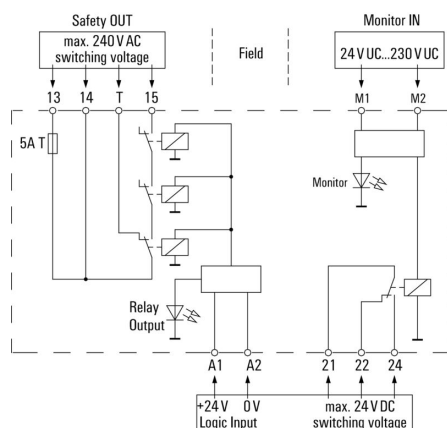 Safety OUT
max. 240 V AC
switching voltage
Field
Monitor IN
24 V UC...230 V UC
13 14 T 15
M1 M2
5A T
Monitor
Relay
Output
A1 A2
21 22 24
+24 V 0 V
Logic Input
max. 24 V DC
switching voltage